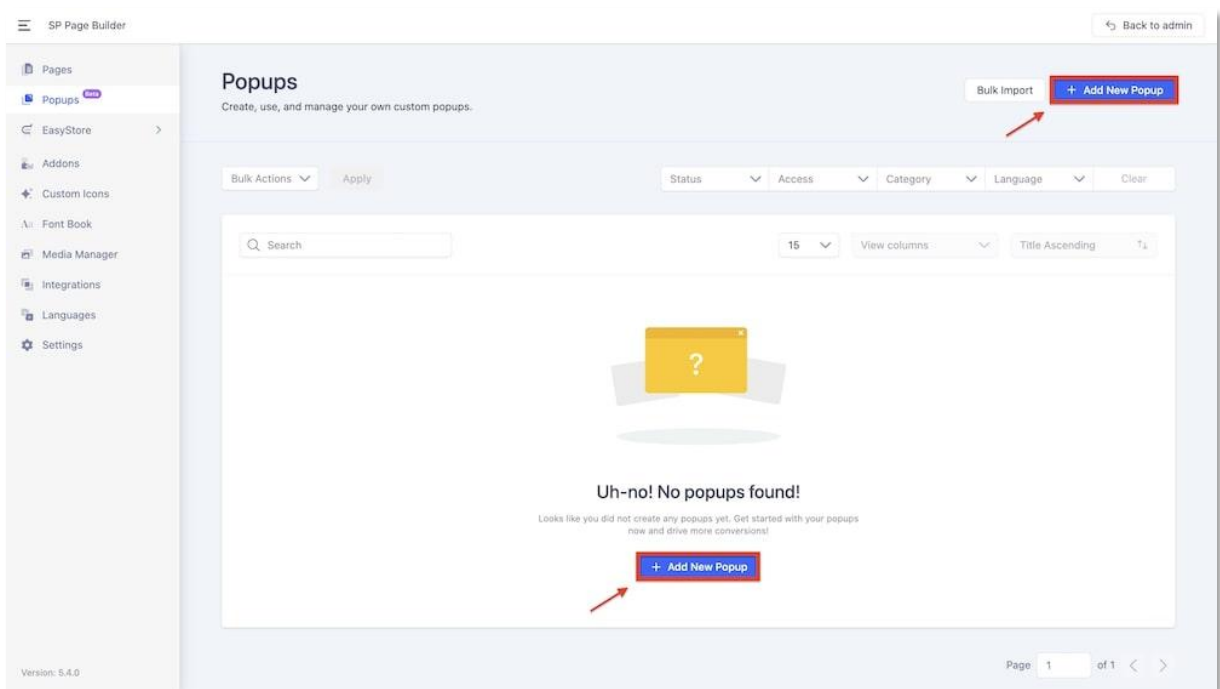 SP Page Builder
Back to admin
Pages
Popups Beta
EasyStore
Addons
Custom Icons
Font Book
Media Manager
Integrations
Languages
Settings
Version: 5.4.0
Popups
Create, use, and manage your own custom popups.
Bulk Import
+ Add New Popup
Bulk Actions
Apply
Status
Access
Category
Language
Clear
Search
15
View columns
Title Ascending
?
Uh-no! No popups found!
Looks like you did not create any popups yet. Get started with your popups
now and drive more conversions!
+ Add New Popup
Page 1 of 1